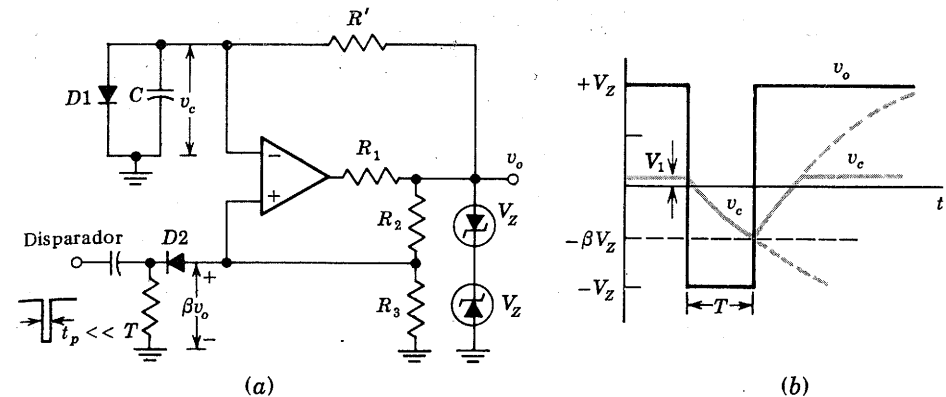 R'
D1
C
v_c
−
+
R_1
v_o
R_2
V_Z
Disparador
D2
+
βv_o
−
R_3
V_Z
t_p << T
(a)
+V_Z
v_o
V_1
v_c
v_c
t
−βV_Z
−V_Z
T
(b)